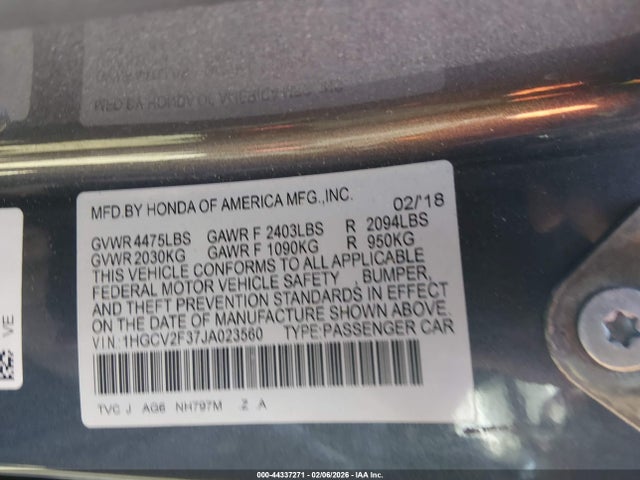 MFD.BY HONDA OF AMERICA MFG.,INC. 02/'18
GVWR 4475LBS GAWR F 2403LBS R 2094LBS
GVWR 2030KG GAWR F 1090KG R 950KG
THIS VEHICLE CONFORMS TO ALL APPLICABLE
FEDERAL MOTOR VEHICLE SAFETY , BUMPER,
AND THEFT PREVENTION STANDARDS IN EFFECT
ON THE DATE OF MANUFACTURE SHOWN ABOVE.
VIN:1HGCV2F37JA023560 TYPE:PASSENGER CAR
TVC J AG6 NH797M 2 A
VE
000-44337271 - 02/06/2026 - IAA Inc.